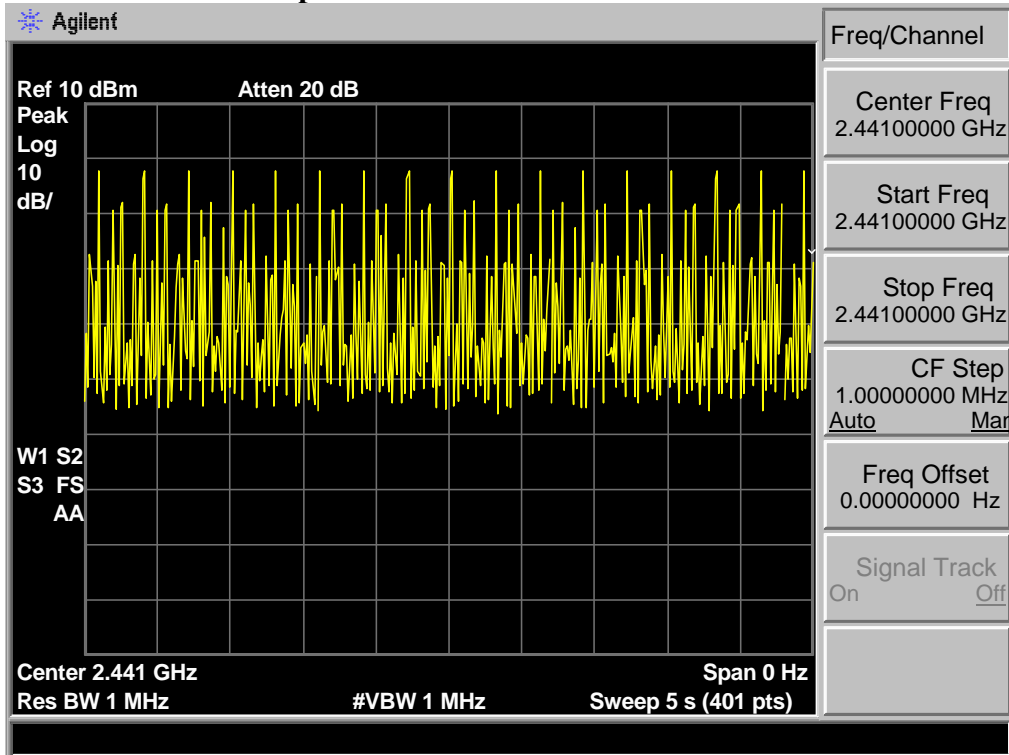 Agilent
Freq/Channel
Ref 10 dBm Atten 20 dB
Peak
Log
10
dB/
W1 S2
S3 FS
AA
Center 2.441 GHz Span 0 Hz
Res BW 1 MHz #VBW 1 MHz Sweep 5 s (401 pts)
Center Freq
2.44100000 GHz
Start Freq
2.44100000 GHz
Stop Freq
2.44100000 GHz
CF Step
1.00000000 MHz
Auto Man
Freq Offset
0.00000000 Hz
Signal Track
On Off